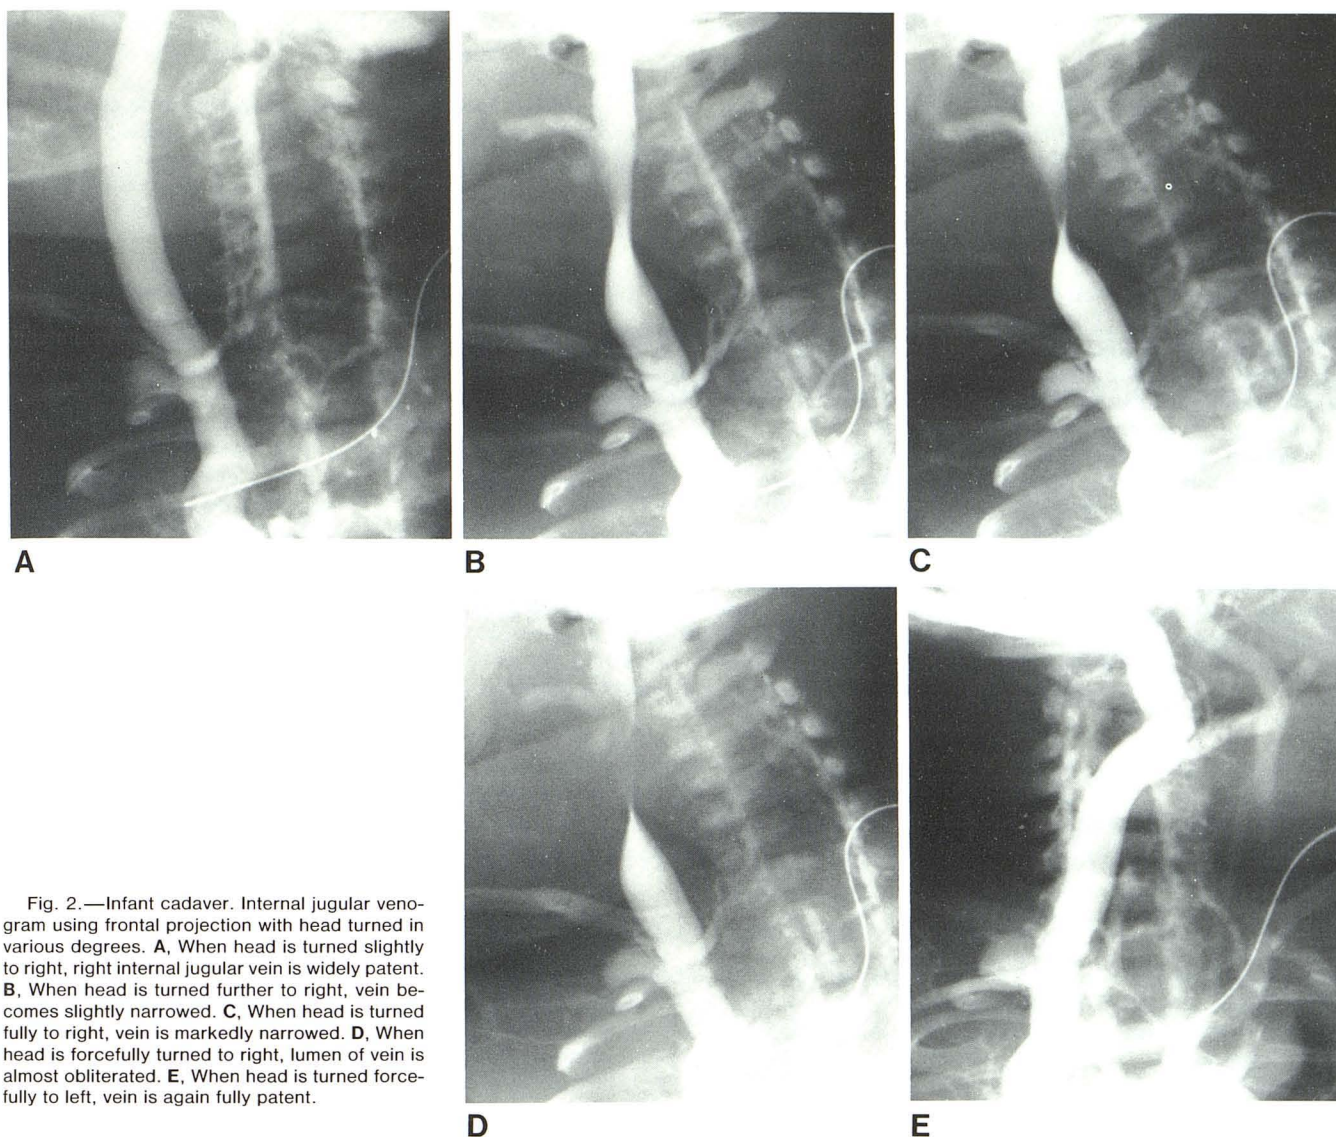 A
B
C
Fig. 2.—Infant cadaver. Internal jugular veno-
gram using frontal projection with head turned in
various degrees. A, When head is turned slightly
to right, right internal jugular vein is widely patent.
B, When head is turned further to right, vein be-
comes slightly narrowed. C, When head is turned
fully to right, vein is markedly narrowed. D, When
head is forcefully turned to right, lumen of vein is
almost obliterated. E, When head is turned force-
fully to left, vein is again fully patent.
D
E